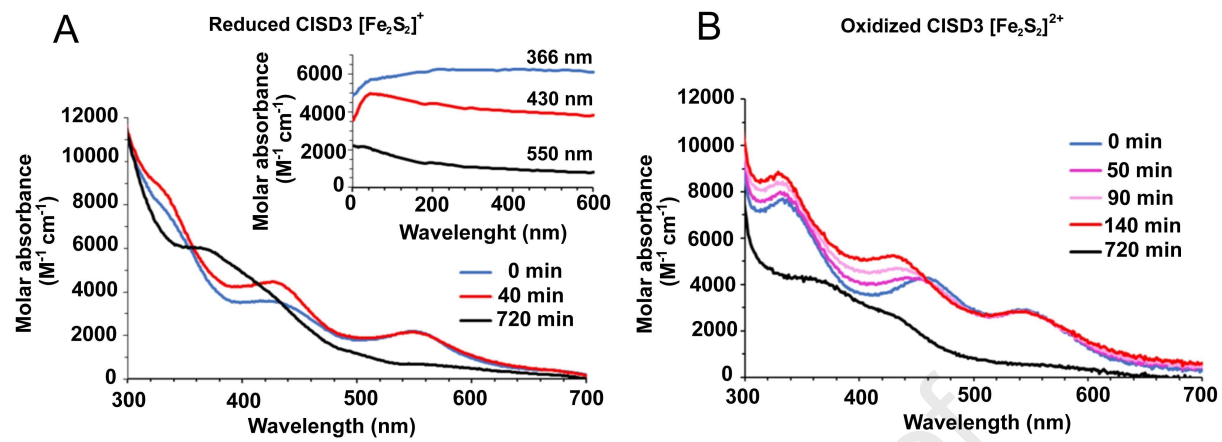 A
Reduced CISD3 [Fe₂S₂]⁺
Molar absorbance
(M⁻¹ cm⁻¹)
6000
4000
2000
0
366 nm
430 nm
550 nm
0
200
400
600
Wavelenght (nm)
Molar absorbance
(M⁻¹ cm⁻¹)
12000
10000
8000
6000
4000
2000
0
0 min
40 min
720 min
300
400
500
600
700
Wavelength (nm)
B
Oxidized CISD3 [Fe₂S₂]²⁺
Molar absorbance
(M⁻¹ cm⁻¹)
12000
10000
8000
6000
4000
2000
0
0 min
50 min
90 min
140 min
720 min
300
400
500
600
700
Wavelength (nm)